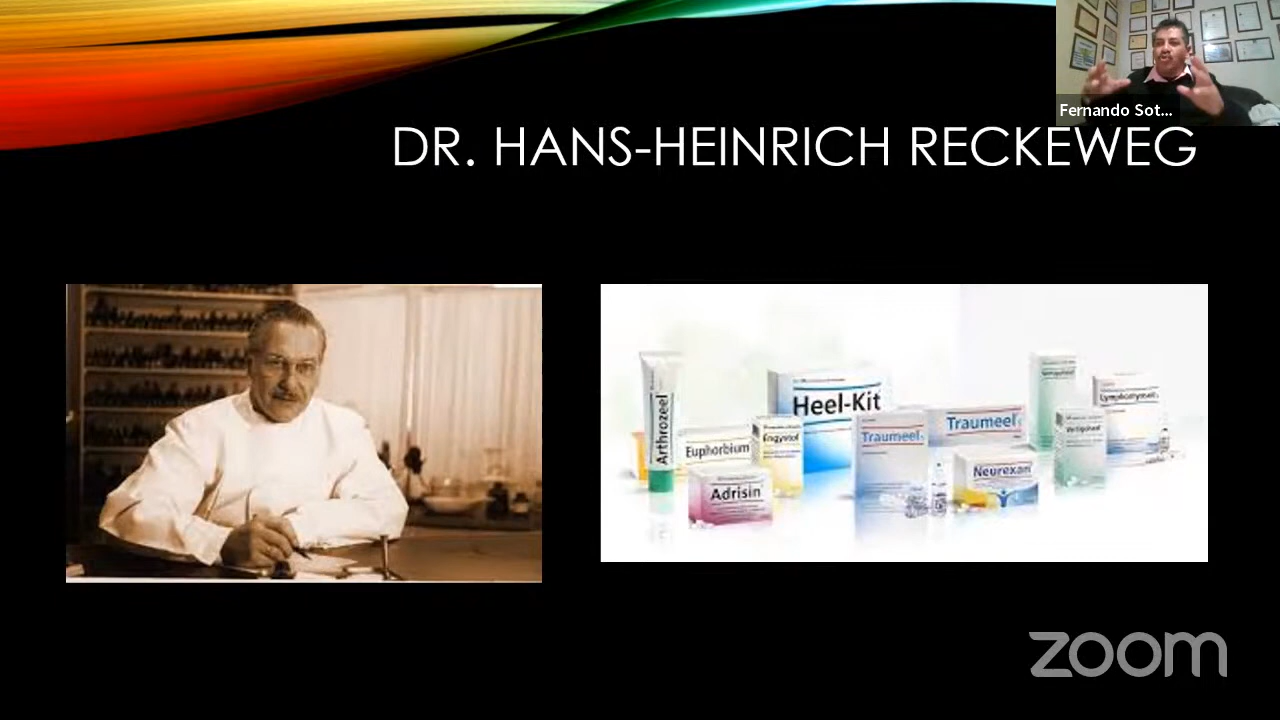 Fernando Sot...
DR. HANS-HEINRICH RECKEWEG
Arthrozeel
Euphorbium
Adrisin
Engystol
Heel-Kit
Traumeel
Traumeel
Neurexan
Vertigoheel
Lymphomyosot
zoom